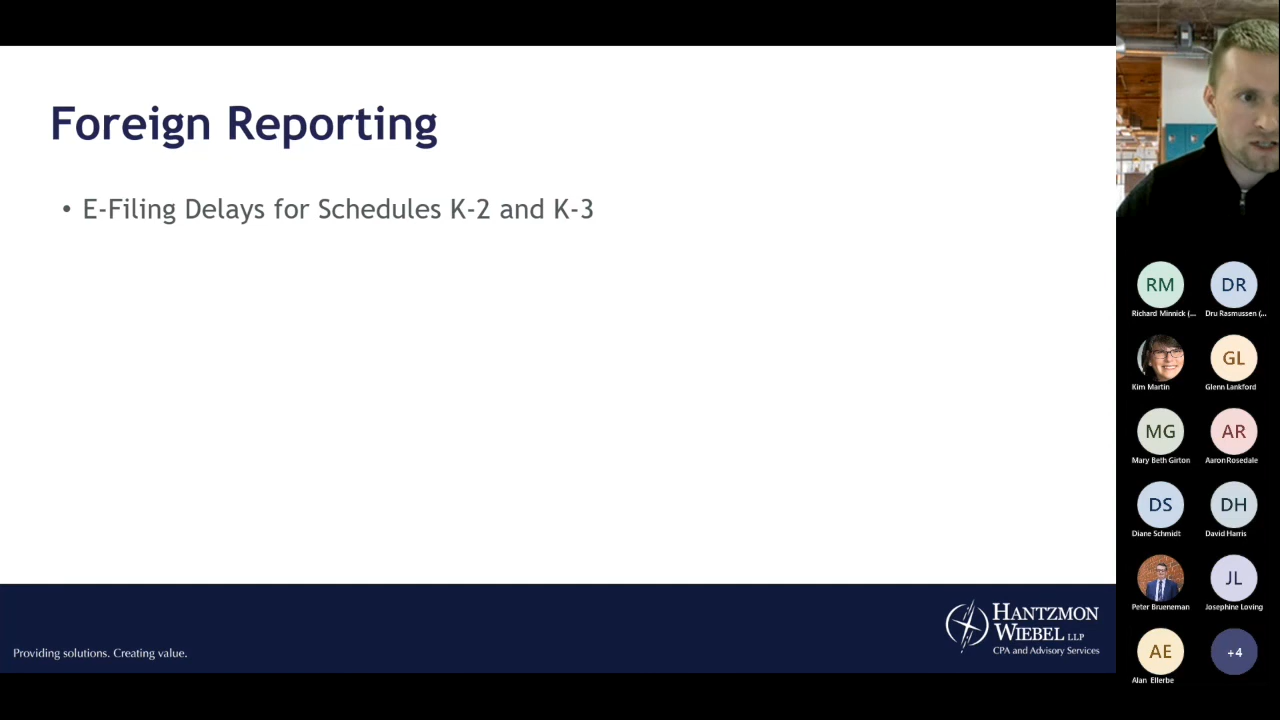 Foreign Reporting
• E-Filing Delays for Schedules K-2 and K-3
Providing solutions. Creating value.
HANTZMON
WIEBEL LLP
CPA and Advisory Services
RM
DR
Richard Minnick (...
Dru Rasmussen (...
GL
Kim Martin
Glenn Lankford
MG
AR
Mary Beth Girton
Aaron Rosedale
DS
DH
Diane Schmidt
David Harris
JL
Peter Brueneman
Josephine Loving
AE
+4
Alan Ellerbe